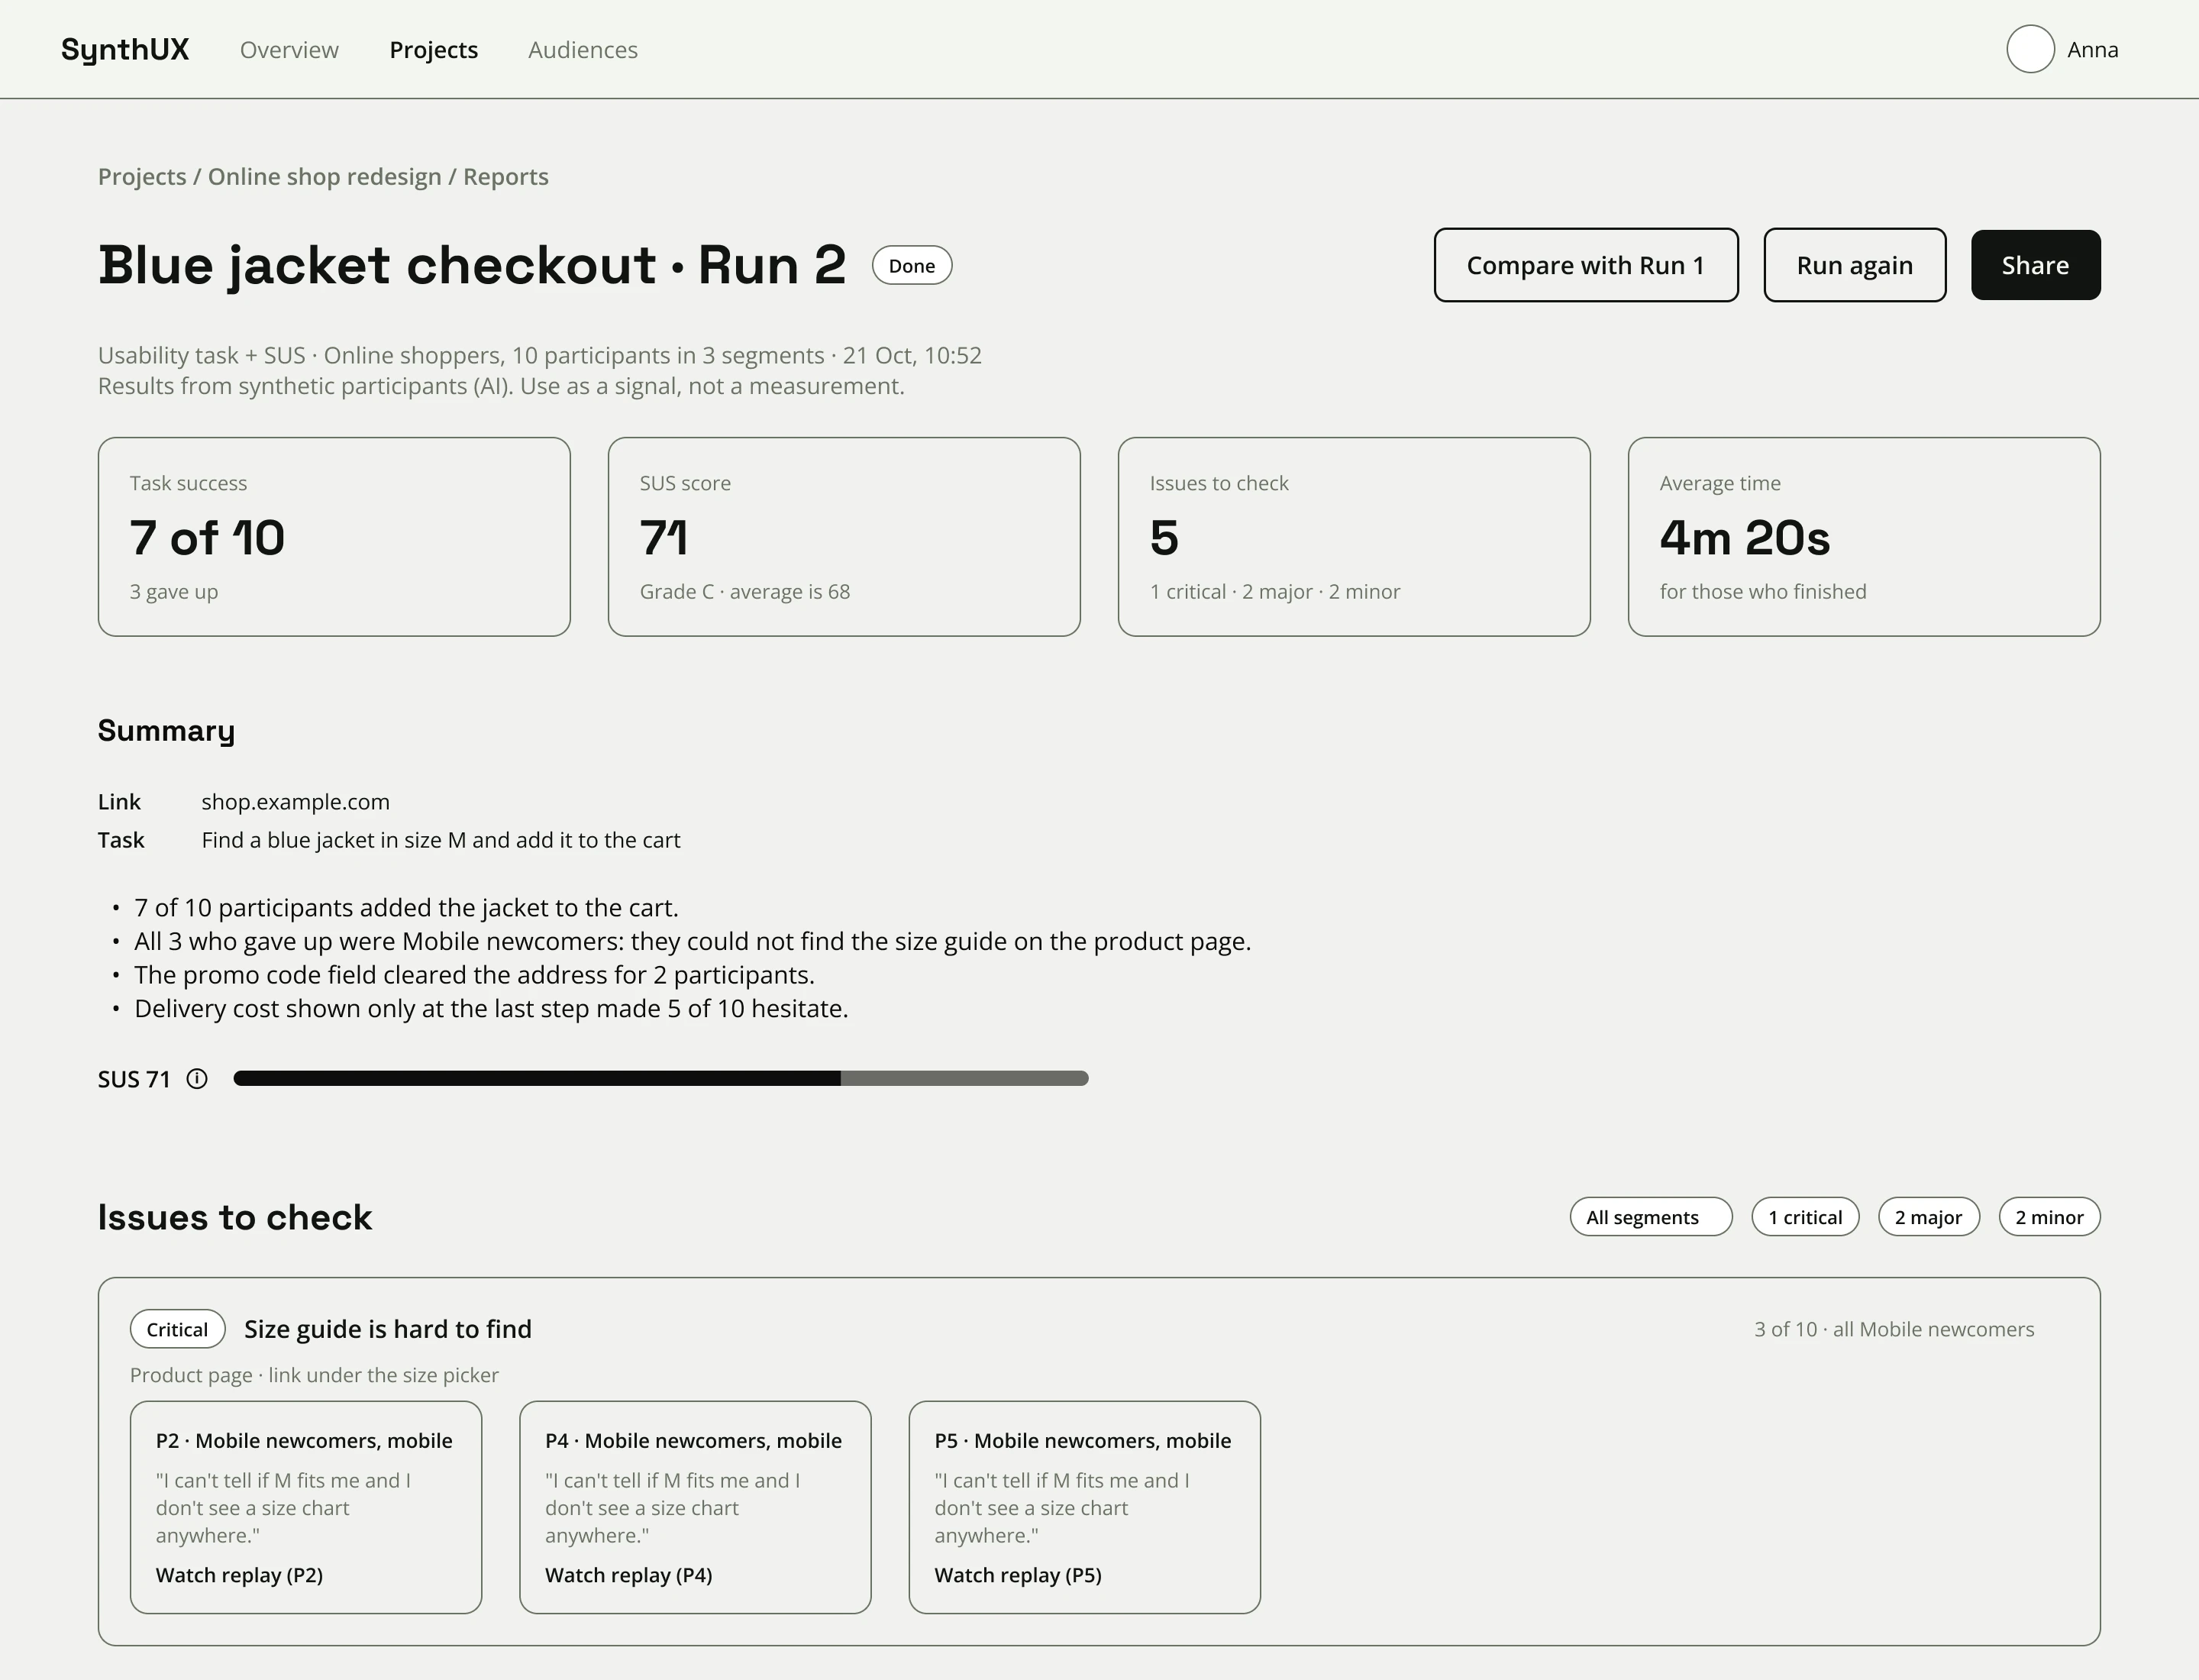 SynthUX Overview Projects Audiences Anna
Projects / Online shop redesign / Reports
Blue jacket checkout · Run 2 Done Compare with Run 1 Run again Share
Usability task + SUS · Online shoppers, 10 participants in 3 segments · 21 Oct, 10:52
Results from synthetic participants (AI). Use as a signal, not a measurement.
Task success
7 of 10
3 gave up
SUS score
71
Grade C · average is 68
Issues to check
5
1 critical · 2 major · 2 minor
Average time
4m 20s
for those who finished
Summary
Link shop.example.com
Task Find a blue jacket in size M and add it to the cart
• 7 of 10 participants added the jacket to the cart.
• All 3 who gave up were Mobile newcomers: they could not find the size guide on the product page.
• The promo code field cleared the address for 2 participants.
• Delivery cost shown only at the last step made 5 of 10 hesitate.
SUS 71
Issues to check All segments 1 critical 2 major 2 minor
Critical Size guide is hard to find 3 of 10 · all Mobile newcomers
Product page · link under the size picker
P2 · Mobile newcomers, mobile
"I can't tell if M fits me and I
don't see a size chart
anywhere."
Watch replay (P2)
P4 · Mobile newcomers, mobile
"I can't tell if M fits me and I
don't see a size chart
anywhere."
Watch replay (P4)
P5 · Mobile newcomers, mobile
"I can't tell if M fits me and I
don't see a size chart
anywhere."
Watch replay (P5)